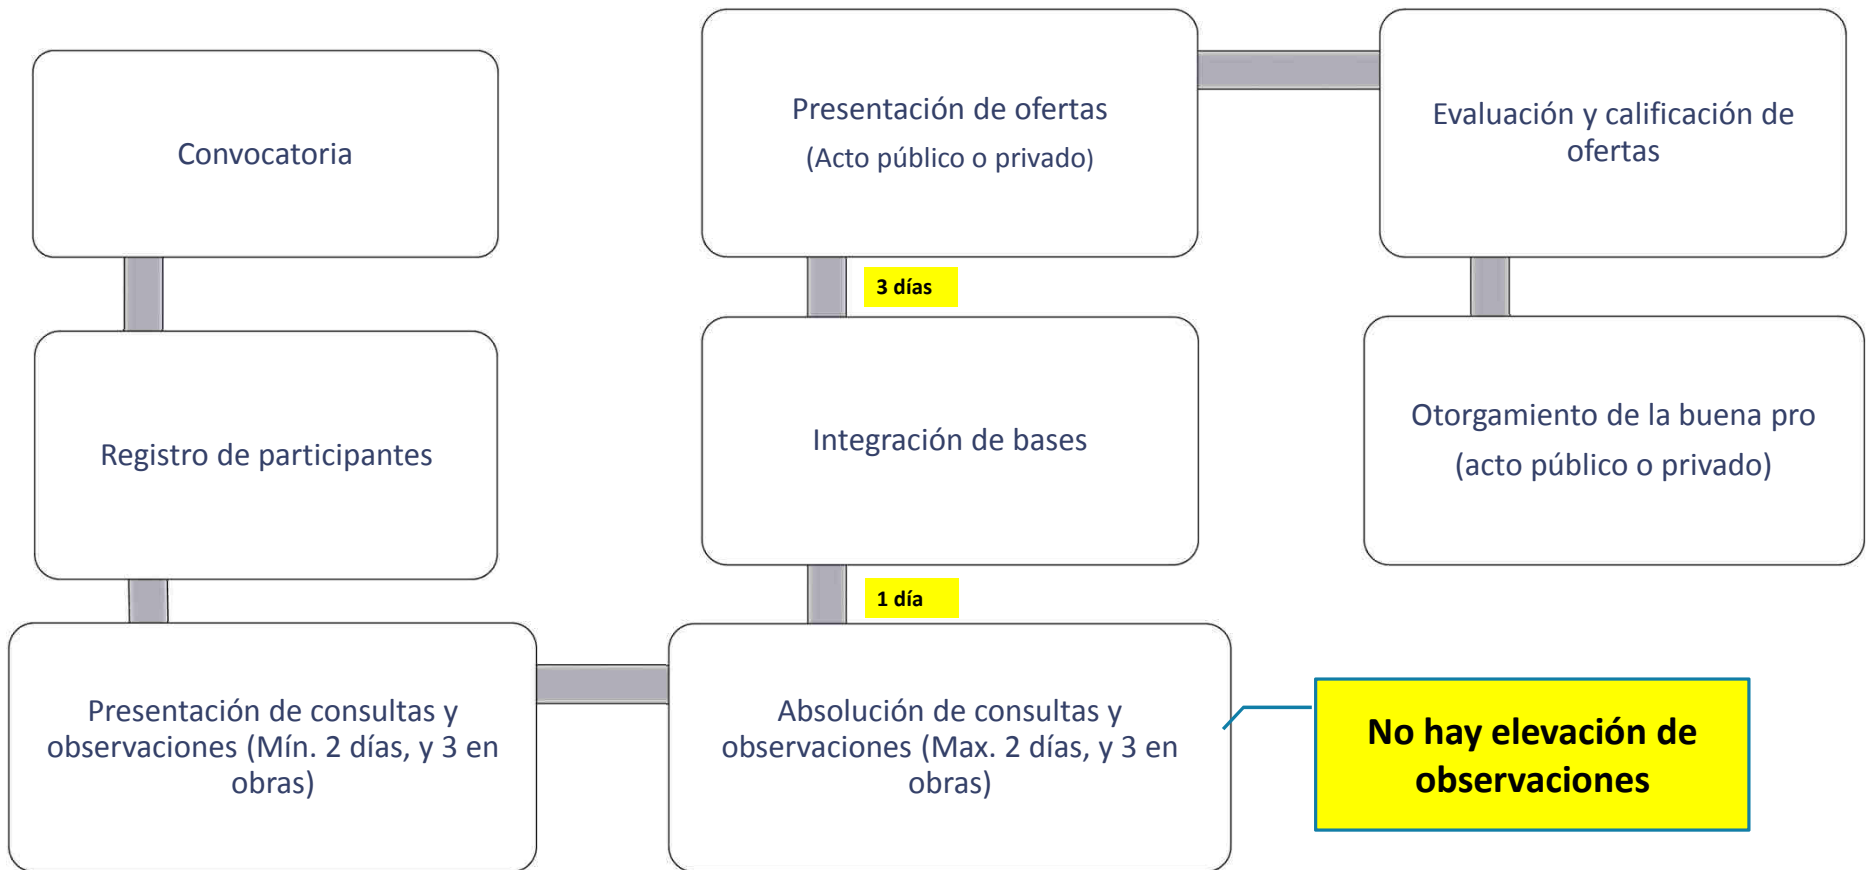 Convocatoria
Registro de participantes
Presentación de consultas y
observaciones (Mín. 2 días, y 3 en
obras)
Absolución de consultas y
observaciones (Max. 2 días, y 3 en
obras)
No hay elevación de
observaciones
1 día
Integración de bases
3 días
Presentación de ofertas
(Acto público o privado)
Evaluación y calificación de
ofertas
Otorgamiento de la buena pro
(acto público o privado)